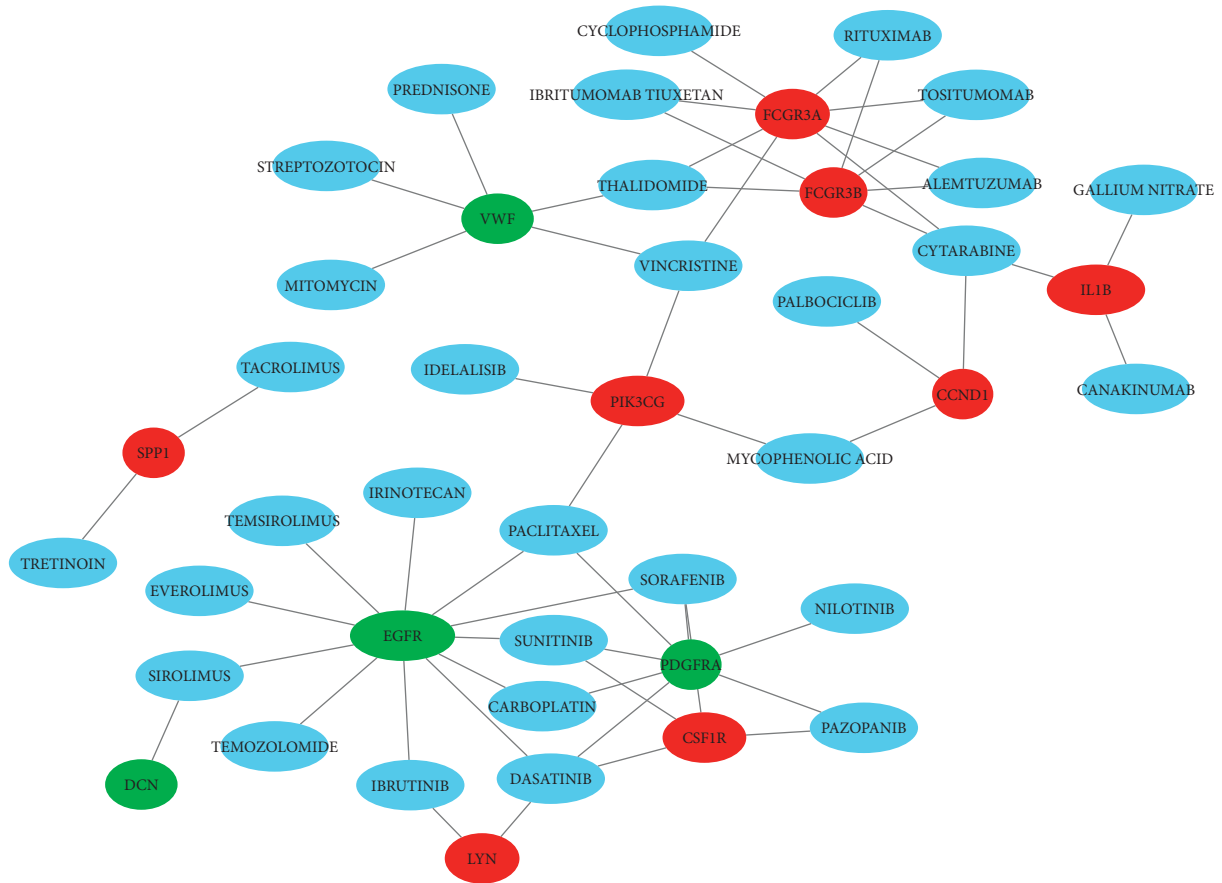 CYCLOPHOSPHAMIDE
RITUXIMAB
PREDNISONE
IBRITUMOMAB TIUXETAN
TOSITUMOMAB
FCGR3A
STREPTOZOTOCIN
THALIDOMIDE
FCGR3B
ALEMTUZUMAB
GALLIUM NITRATE
VWF
CYTARABINE
VINCRISTINE
MITOMYCIN
IL1B
PALBOCICLIB
TACROLIMUS
IDELALISIB
CANAKINUMAB
CCND1
PIK3CG
SPP1
MYCOPHENOLIC ACID
IRINOTECAN
TEMSIROLIMUS
PACLITAXEL
TRETINOIN
SORAFENIB
EVEROLIMUS
NILOTINIB
EGFR
SUNITINIB
PDGFRA
SIROLIMUS
CARBOPLATIN
PAZOPANIB
CSF1R
TEMOZOLOMIDE
DCN
IBRUTINIB
DASATINIB
LYN